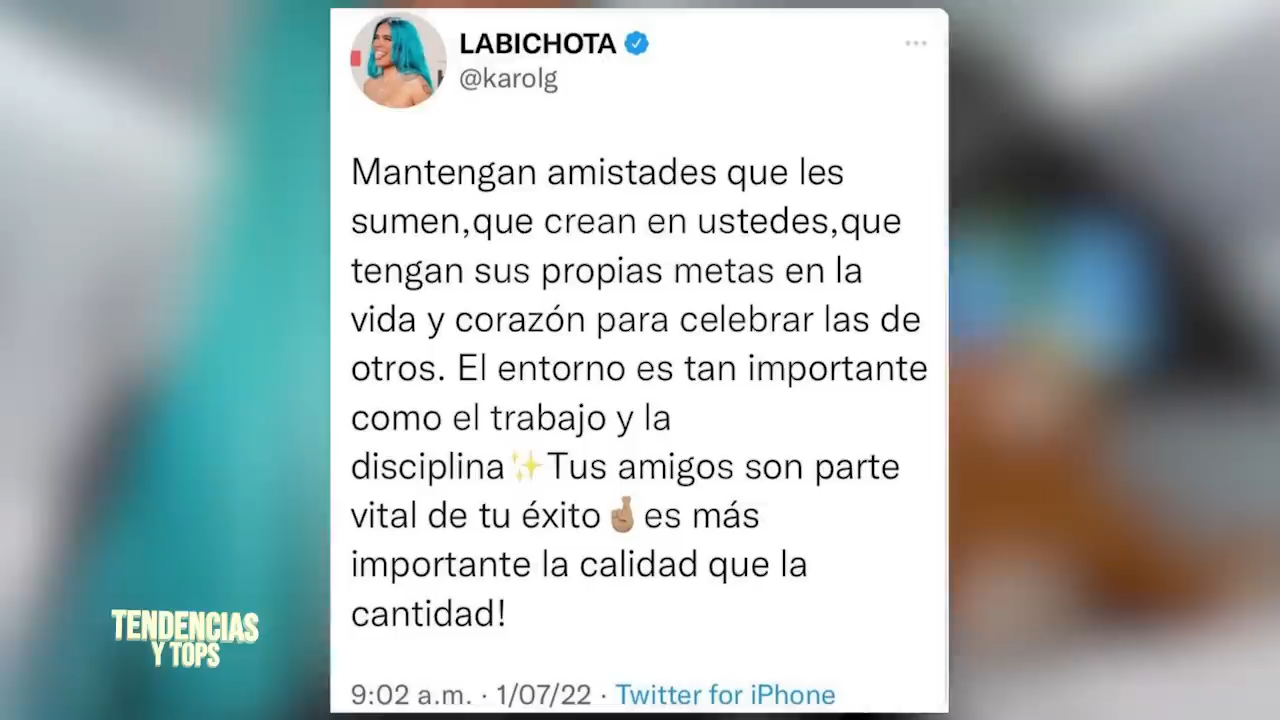 LABICHOTA
@karolg
Mantengan amistades que les
sumen,que crean en ustedes,que
tengan sus propias metas en la
vida y corazón para celebrar las de
otros. El entorno es tan importante
como el trabajo y la
disciplina✨Tus amigos son parte
vital de tu éxito🤞🏽es más
importante la calidad que la
cantidad!
9:02 a.m. · 1/07/22 · Twitter for iPhone
TENDENCIAS
Y TOPS